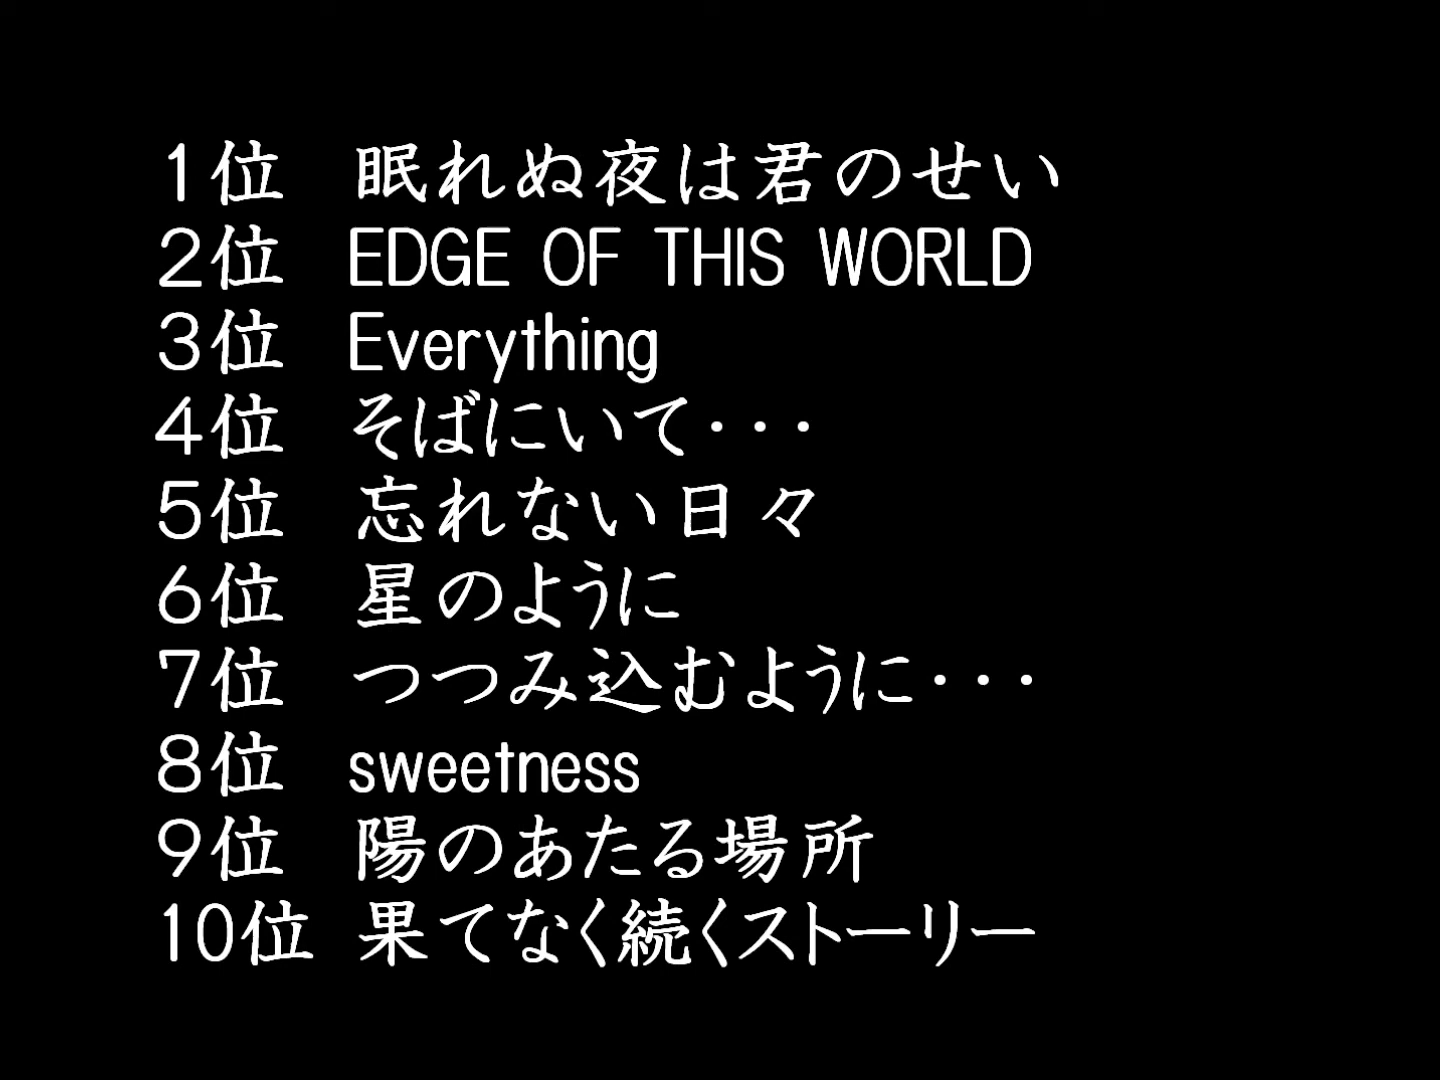 1位 眠れぬ夜は君のせい
2位 EDGE OF THIS WORLD
3位 Everything
4位 そばにいて・・・
5位 忘れない日々
6位 星のように
7位 つつみ込むように・・・
8位 sweetness
9位 陽のあたる場所
10位 果てなく続くストーリー